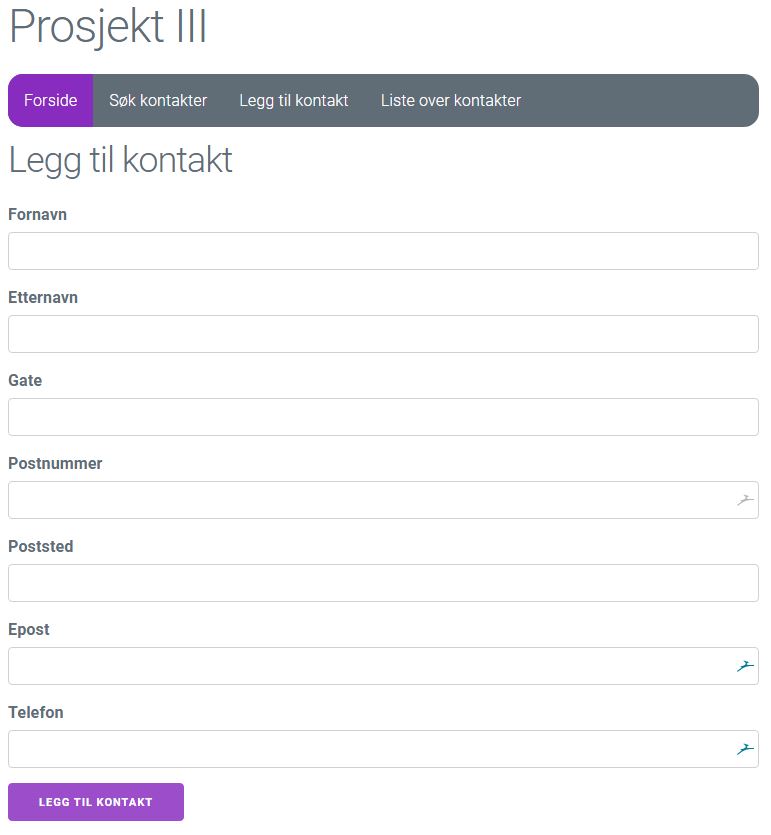 Prosjekt III
Forside Søk kontakter Legg til kontakt Liste over kontakter
Legg til kontakt
Fornavn
Etternavn
Gate
Postnummer
Poststed
Epost
Telefon
LEGG TIL KONTAKT